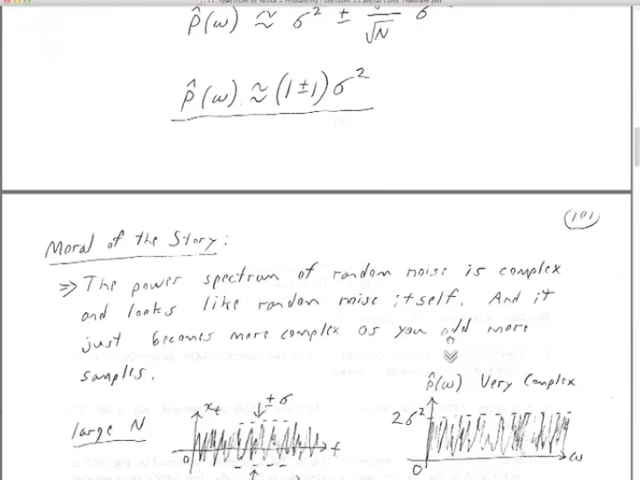 P̂(ω) ≈ σ² ± /√N σ
P̂(ω) ≈ (1±1)σ²
(101)
Moral of the Story:
⇒ The power spectrum of random noise is complex
and looks like random noise itself. And it
just becomes more complex as you add more
samples.
P̂(ω) Very Complex
large N
x_t
±σ
0
t
2σ²
0
ω